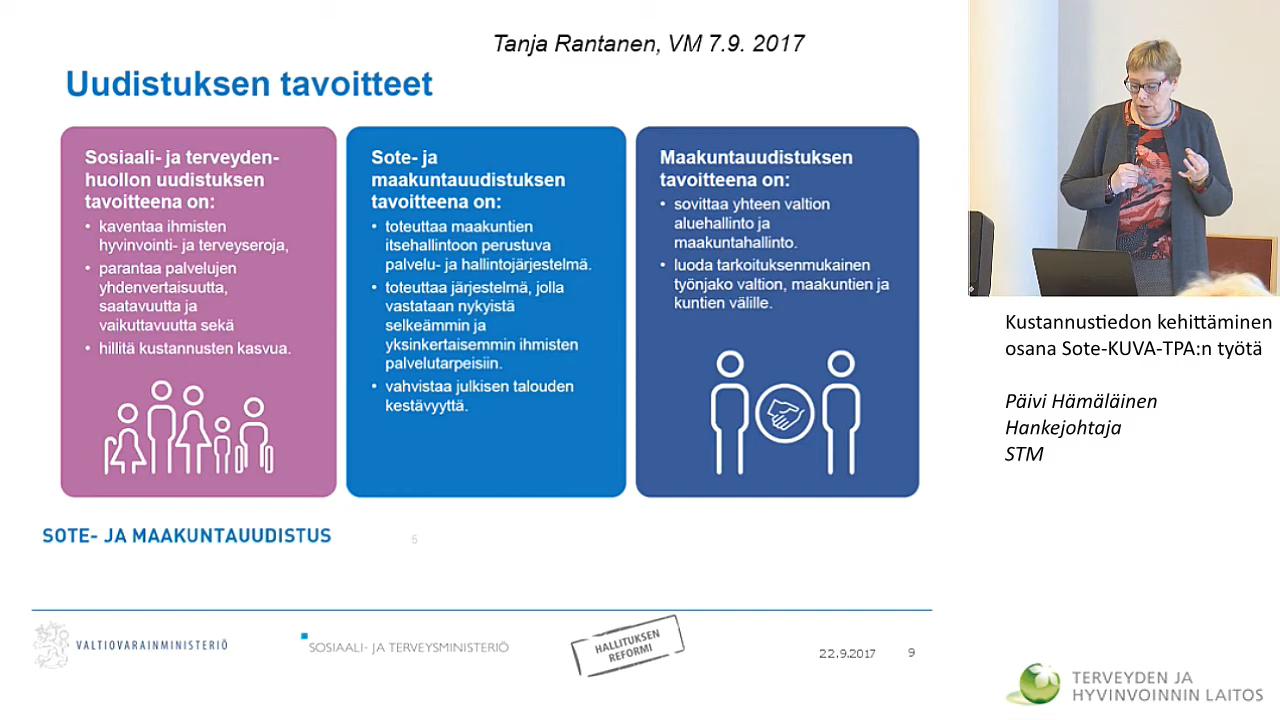 Tanja Rantanen, VM 7.9. 2017
Uudistuksen tavoitteet
Sosiaali- ja terveyden-
huollon uudistuksen
tavoitteena on:
• kaventaa ihmisten
hyvinvointi- ja terveyseroja,
• parantaa palvelujen
yhdenvertaisuutta,
saatavuutta ja
vaikuttavuutta sekä
• hillitä kustannusten kasvua.
Sote- ja
maakuntauudistuksen
tavoitteena on:
• toteuttaa maakuntien
itsehallintoon perustuva
palvelu- ja hallintojärjestelmä.
• toteuttaa järjestelmä, jolla
vastataan nykyistä
selkeämmin ja
yksinkertaisemmin ihmisten
palvelutarpeisiin.
• vahvistaa julkisen talouden
kestävyyttä.
Maakuntauudistuksen
tavoitteena on:
• sovittaa yhteen valtion
aluehallinto ja
maakuntahallinto.
• luoda tarkoituksenmukainen
työnjako valtion, maakuntien ja
kuntien välille.
SOTE- JA MAAKUNTAUUDISTUS
5
VALTIOVARAINMINISTERIÖ
SOSIAALI- JA TERVEYSMINISTERIÖ
HALLITUKSEN
REFORMI
22.9.2017
9
Kustannustiedon kehittäminen
osana Sote-KUVA-TPA:n työtä
Päivi Hämäläinen
Hankejohtaja
STM
TERVEYDEN JA
HYVINVOINNIN LAITOS